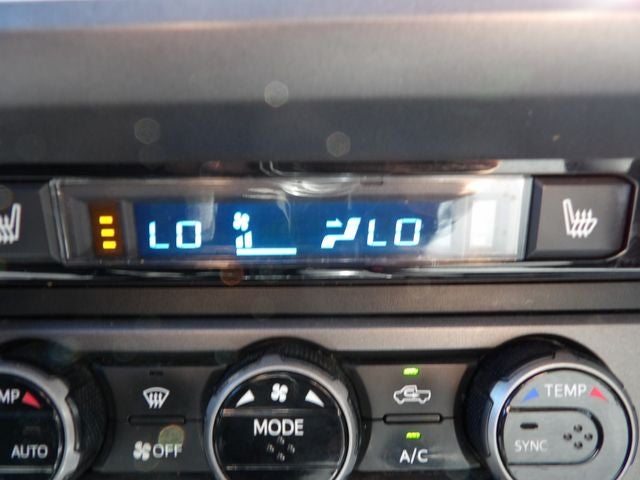 LO LO
MP TEMP
MODE
AUTO OFF A/C SYNC